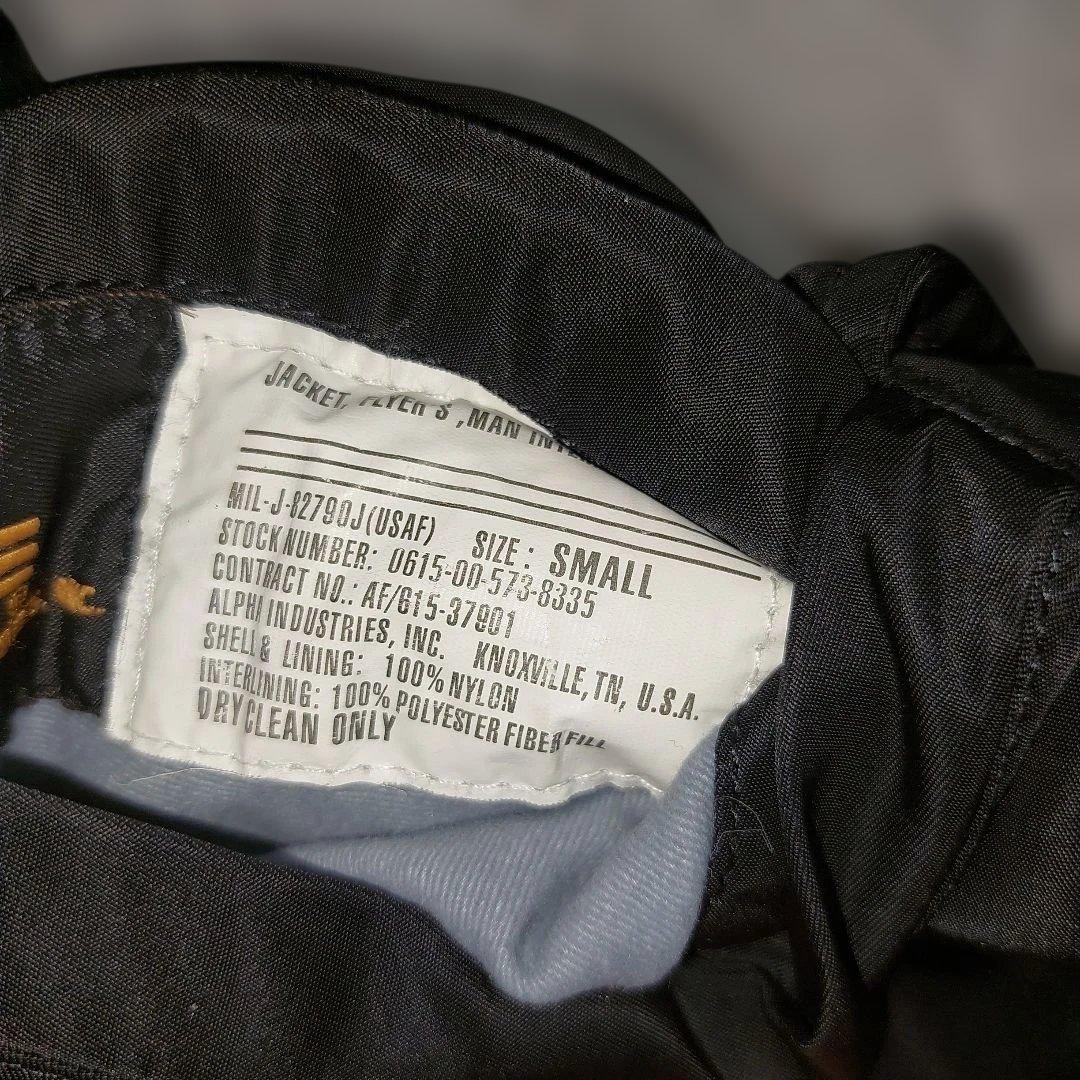 JACKET, FLYER'S, MAN INTER
MIL-J-82790J(USAF) SIZE: SMALL
STOCK NUMBER: 0615-00-573-8335
CONTRACT NO.: AF/615-37901
ALPHA INDUSTRIES, INC. KNOXVILLE, TN, U.S.A.
SHELL & LINING: 100% NYLON
INTERLINING: 100% POLYESTER FIBER FILL
DRYCLEAN ONLY